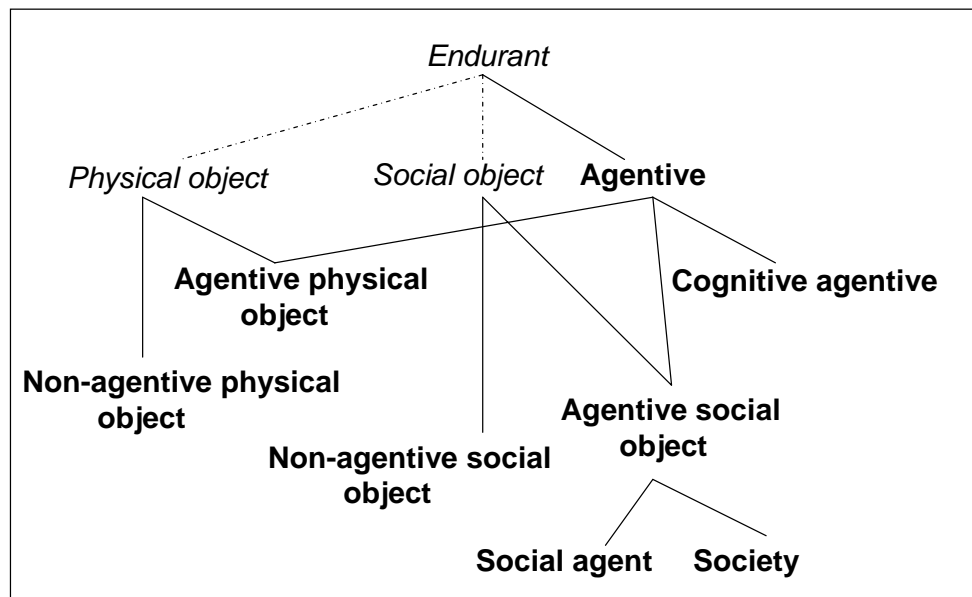 Endurant
Physical object
Social object
Agentive
Agentive physical
object
Cognitive agentive
Non-agentive physical
object
Agentive social
object
Non-agentive social
object
Social agent
Society